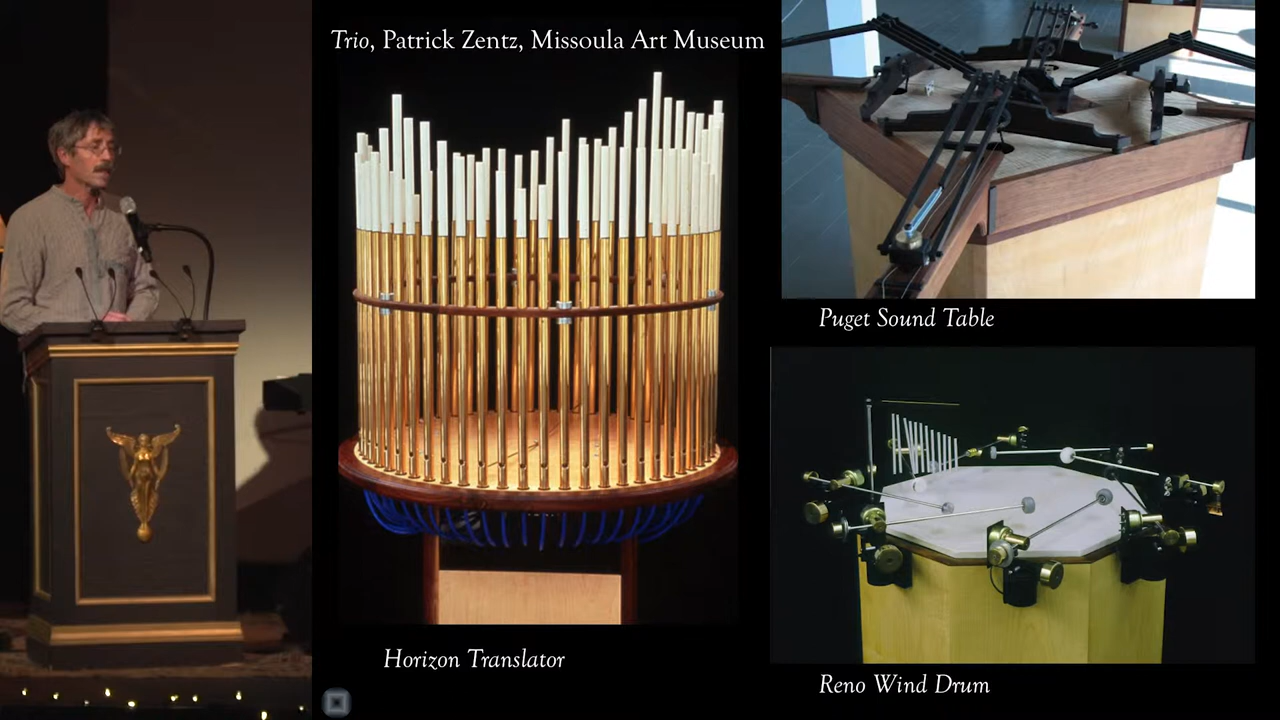 Trio, Patrick Zentz, Missoula Art Museum
Puget Sound Table
Horizon Translator
Reno Wind Drum